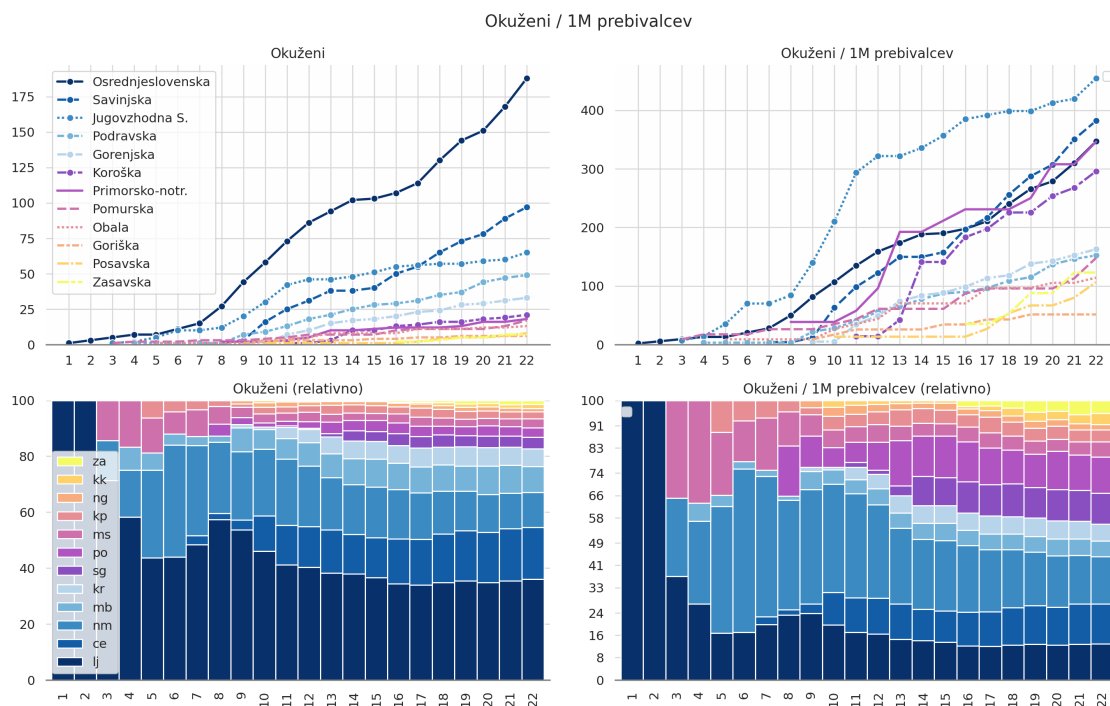 Okuženi / 1M prebivalcev
Okuženi
Osrednjeslovenska
Savinjska
Jugovzhodna S.
Podravska
Gorenjska
Koroška
Primorsko-notr.
Pomurska
Obala
Goriška
Posavska
Zasavska
175
150
125
100
75
50
25
0
1 2 3 4 5 6 7 8 9 10 11 12 13 14 15 16 17 18 19 20 21 22
Okuženi / 1M prebivalcev
400
300
200
100
0
1 2 3 4 5 6 7 8 9 10 11 12 13 14 15 16 17 18 19 20 21 22
Okuženi (relativno)
100
80
60
40
20
0
za
kk
ng
kp
ms
po
sg
kr
mb
nm
ce
lj
1 2 3 4 5 6 7 8 9 10 11 12 13 14 15 16 17 18 19 20 21 22
Okuženi / 1M prebivalcev (relativno)
100
91
83
74
66
58
49
41
33
24
16
8
0
1 2 3 4 5 6 7 8 9 10 11 12 13 14 15 16 17 18 19 20 21 22